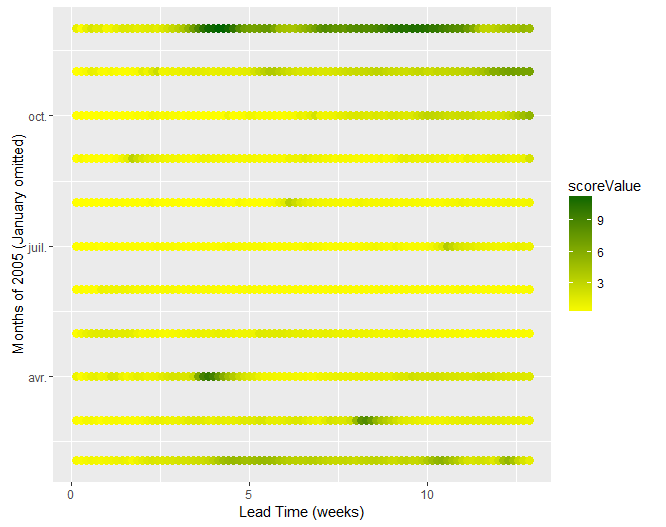 oct.
juil.
avr.
Months of 2005 (January omitted)
0
5
10
Lead Time (weeks)
scoreValue
9
6
3